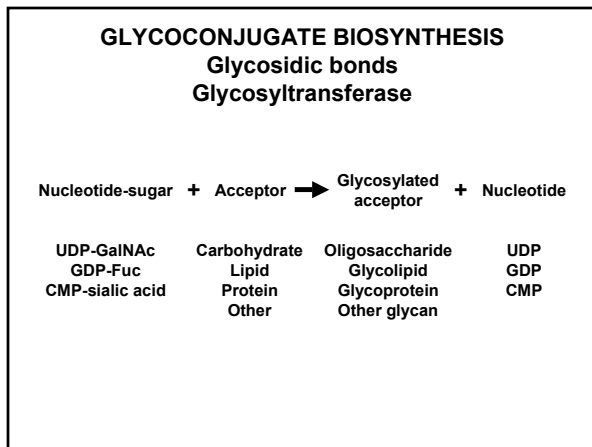 GLYCOCONJUGATE BIOSYNTHESIS
Glycosidic bonds
Glycosyltransferase
Nucleotide-sugar + Acceptor → Glycosylated acceptor + Nucleotide
UDP-GalNAc Carbohydrate Oligosaccharide UDP
GDP-Fuc Lipid Glycolipid GDP
CMP-sialic acid Protein Glycoprotein CMP
Other Other glycan